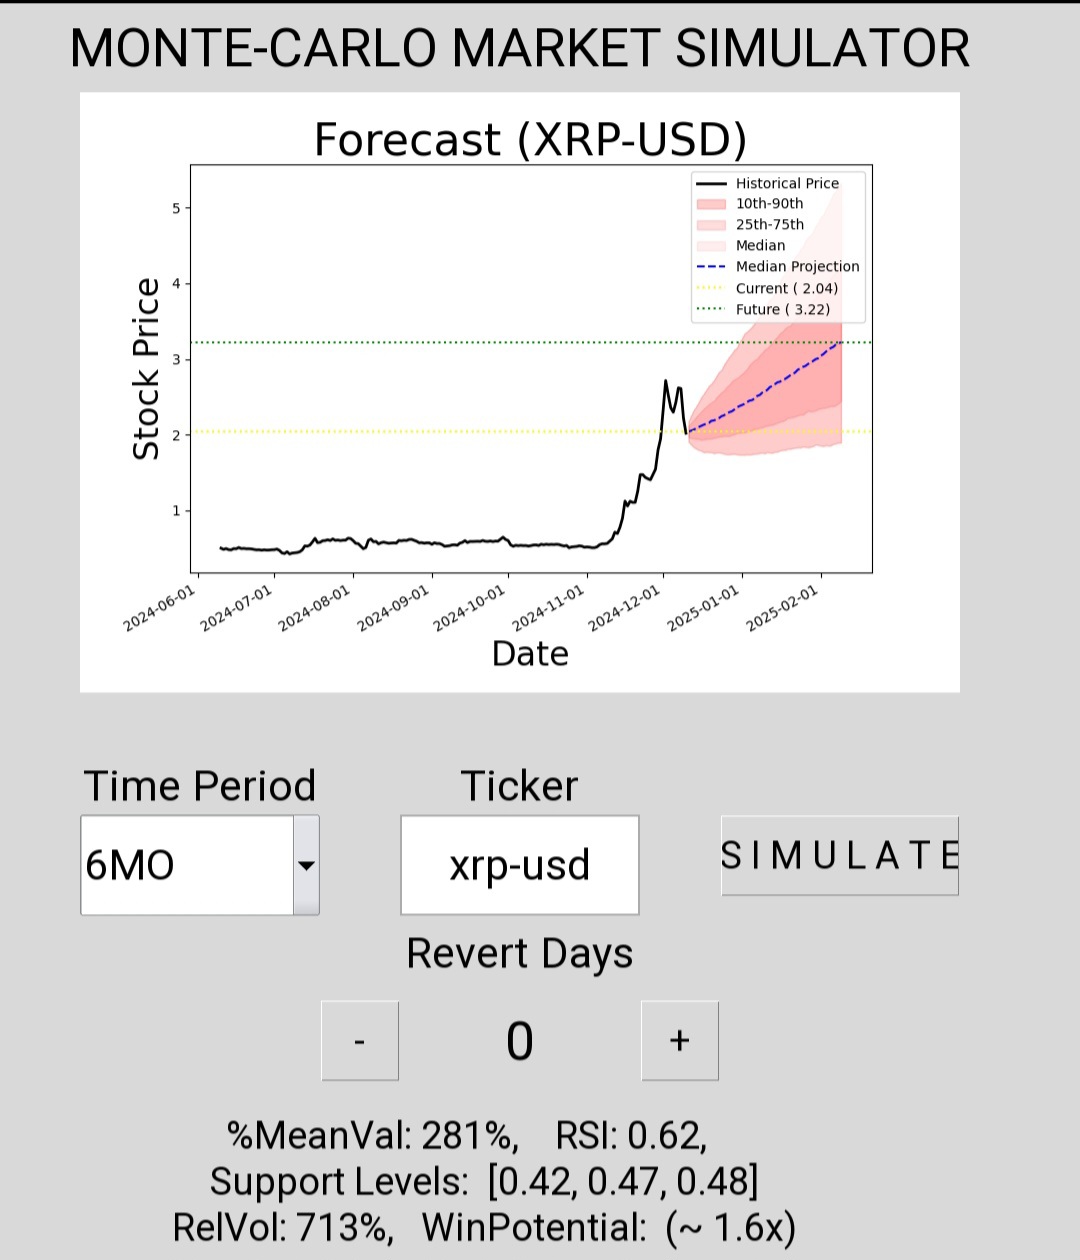 MONTE-CARLO MARKET SIMULATOR
Forecast (XRP-USD)
Historical Price
10th-90th
25th-75th
Median
Median Projection
Current ( 2.04)
Future ( 3.22)
Stock Price
5
4
3
2
1
2024-06-01
2024-07-01
2024-08-01
2024-09-01
2024-10-01
2024-11-01
2024-12-01
2025-01-01
2025-02-01
Date
Time Period
Ticker
6MO
xrp-usd
SIMULATE
Revert Days
-
0
+
%MeanVal: 281%, RSI: 0.62,
Support Levels: [0.42, 0.47, 0.48]
RelVol: 713%, WinPotential: (~ 1.6x)